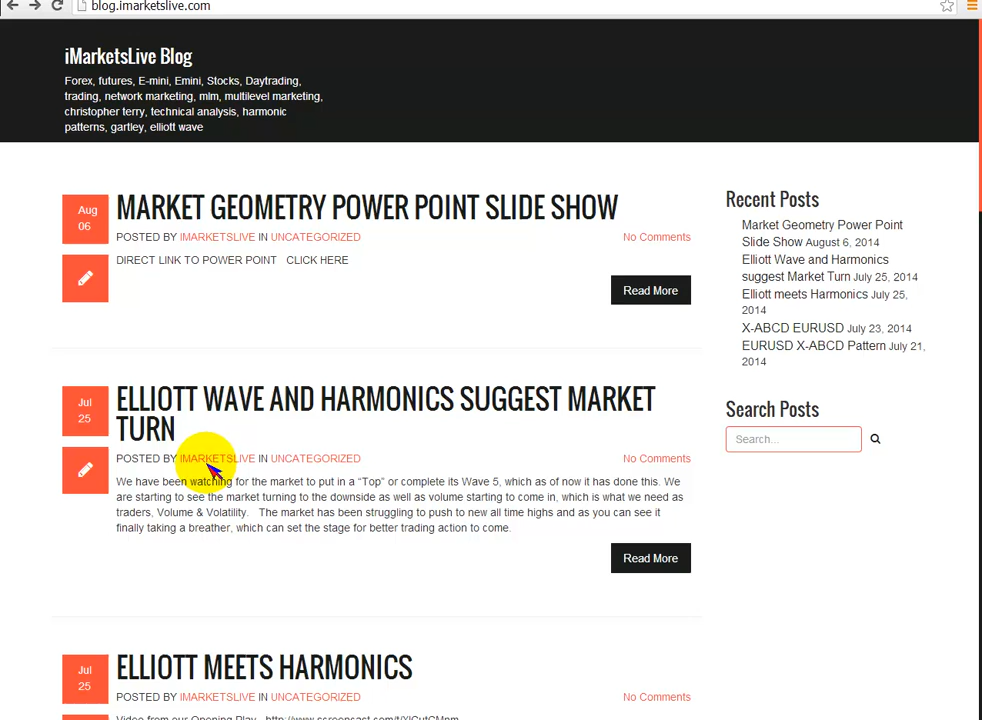 blog.imarketslive.com
iMarketsLive Blog
Forex, futures, E-mini, Emini, Stocks, Daytrading,
trading, network marketing, mlm, multilevel marketing,
christopher terry, technical analysis, harmonic
patterns, gartley, elliott wave
Aug
06
MARKET GEOMETRY POWER POINT SLIDE SHOW
POSTED BY IMARKETSLIVE IN UNCATEGORIZED
No Comments
DIRECT LINK TO POWER POINT CLICK HERE
Read More
Jul
25
ELLIOTT WAVE AND HARMONICS SUGGEST MARKET
TURN
POSTED BY IMARKETSLIVE IN UNCATEGORIZED
No Comments
We have been watching for the market to put in a “Top” or complete its Wave 5, which as of now it has done this. We
are starting to see the market turning to the downside as well as volume starting to come in, which is what we need as
traders, Volume & Volatility. The market has been struggling to push to new all time highs and as you can see it
finally taking a breather, which can set the stage for better trading action to come.
Read More
Jul
25
ELLIOTT MEETS HARMONICS
POSTED BY IMARKETSLIVE IN UNCATEGORIZED
No Comments
Video from our Opening Play
Recent Posts
Market Geometry Power Point
Slide Show August 6, 2014
Elliott Wave and Harmonics
suggest Market Turn July 25, 2014
Elliott meets Harmonics July 25,
2014
X-ABCD EURUSD July 23, 2014
EURUSD X-ABCD Pattern July 21,
2014
Search Posts
Search...